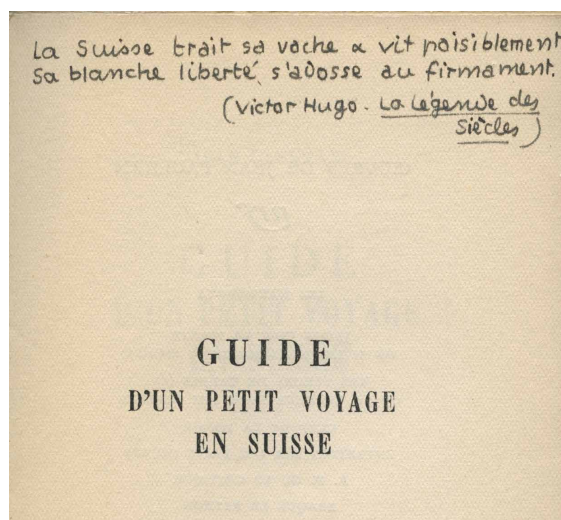 La Suisse trait sa vache & vit paisiblement
Sa blanche liberté s'adosse au firmament.
(Victor Hugo. La Légende des
Siècles)
GUIDE
D'UN PETIT VOYAGE
EN SUISSE